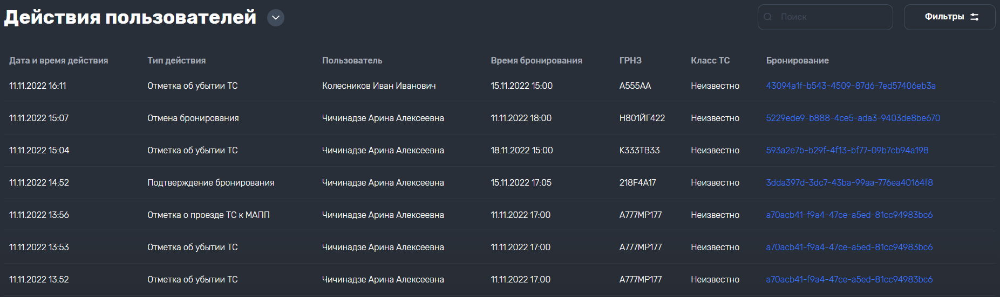 Действия пользователей
Поиск
Фильтры
Дата и время действия Тип действия Пользователь Время бронирования ГРНЗ Класс ТС Бронирование
11.11.2022 16:11 Отметка об убытии ТС Колесников Иван Иванович 15.11.2022 15:00 А555АА Неизвестно 43094a1f-b543-4509-87d6-7ed57406eb3a
11.11.2022 15:07 Отмена бронирования Чичинадзе Арина Алексеевна 11.11.2022 18:00 Н801ЙГ422 Неизвестно 5229ede9-b888-4ce5-ada3-9403de8be670
11.11.2022 15:04 Отметка об убытии ТС Чичинадзе Арина Алексеевна 18.11.2022 15:00 К333ТВ33 Неизвестно 593a2e7b-b29f-4f13-bf77-09b7cb94a198
11.11.2022 14:52 Подтверждение бронирования Чичинадзе Арина Алексеевна 15.11.2022 17:05 218F4A17 Неизвестно 3dda397d-3dc7-43ba-99aa-776ea40164f8
11.11.2022 13:56 Отметка о проезде ТС к МАПП Чичинадзе Арина Алексеевна 11.11.2022 17:00 А777МР177 Неизвестно a70acb41-f9a4-47ce-a5ed-81cc94983bc6
11.11.2022 13:53 Отметка об убытии ТС Чичинадзе Арина Алексеевна 11.11.2022 17:00 А777МР177 Неизвестно a70acb41-f9a4-47ce-a5ed-81cc94983bc6
11.11.2022 13:52 Отметка об убытии ТС Чичинадзе Арина Алексеевна 11.11.2022 17:00 А777МР177 Неизвестно a70acb41-f9a4-47ce-a5ed-81cc94983bc6